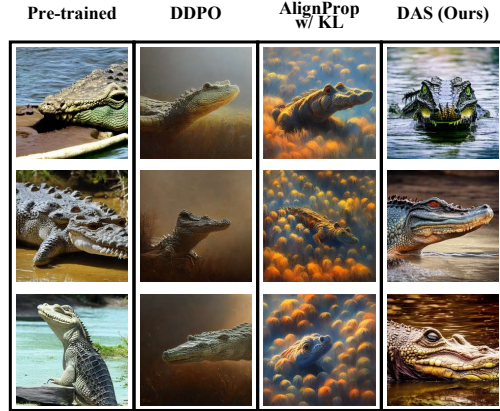 Pre-trained
DDPO
AlignProp
w/ KL
DAS (Ours)